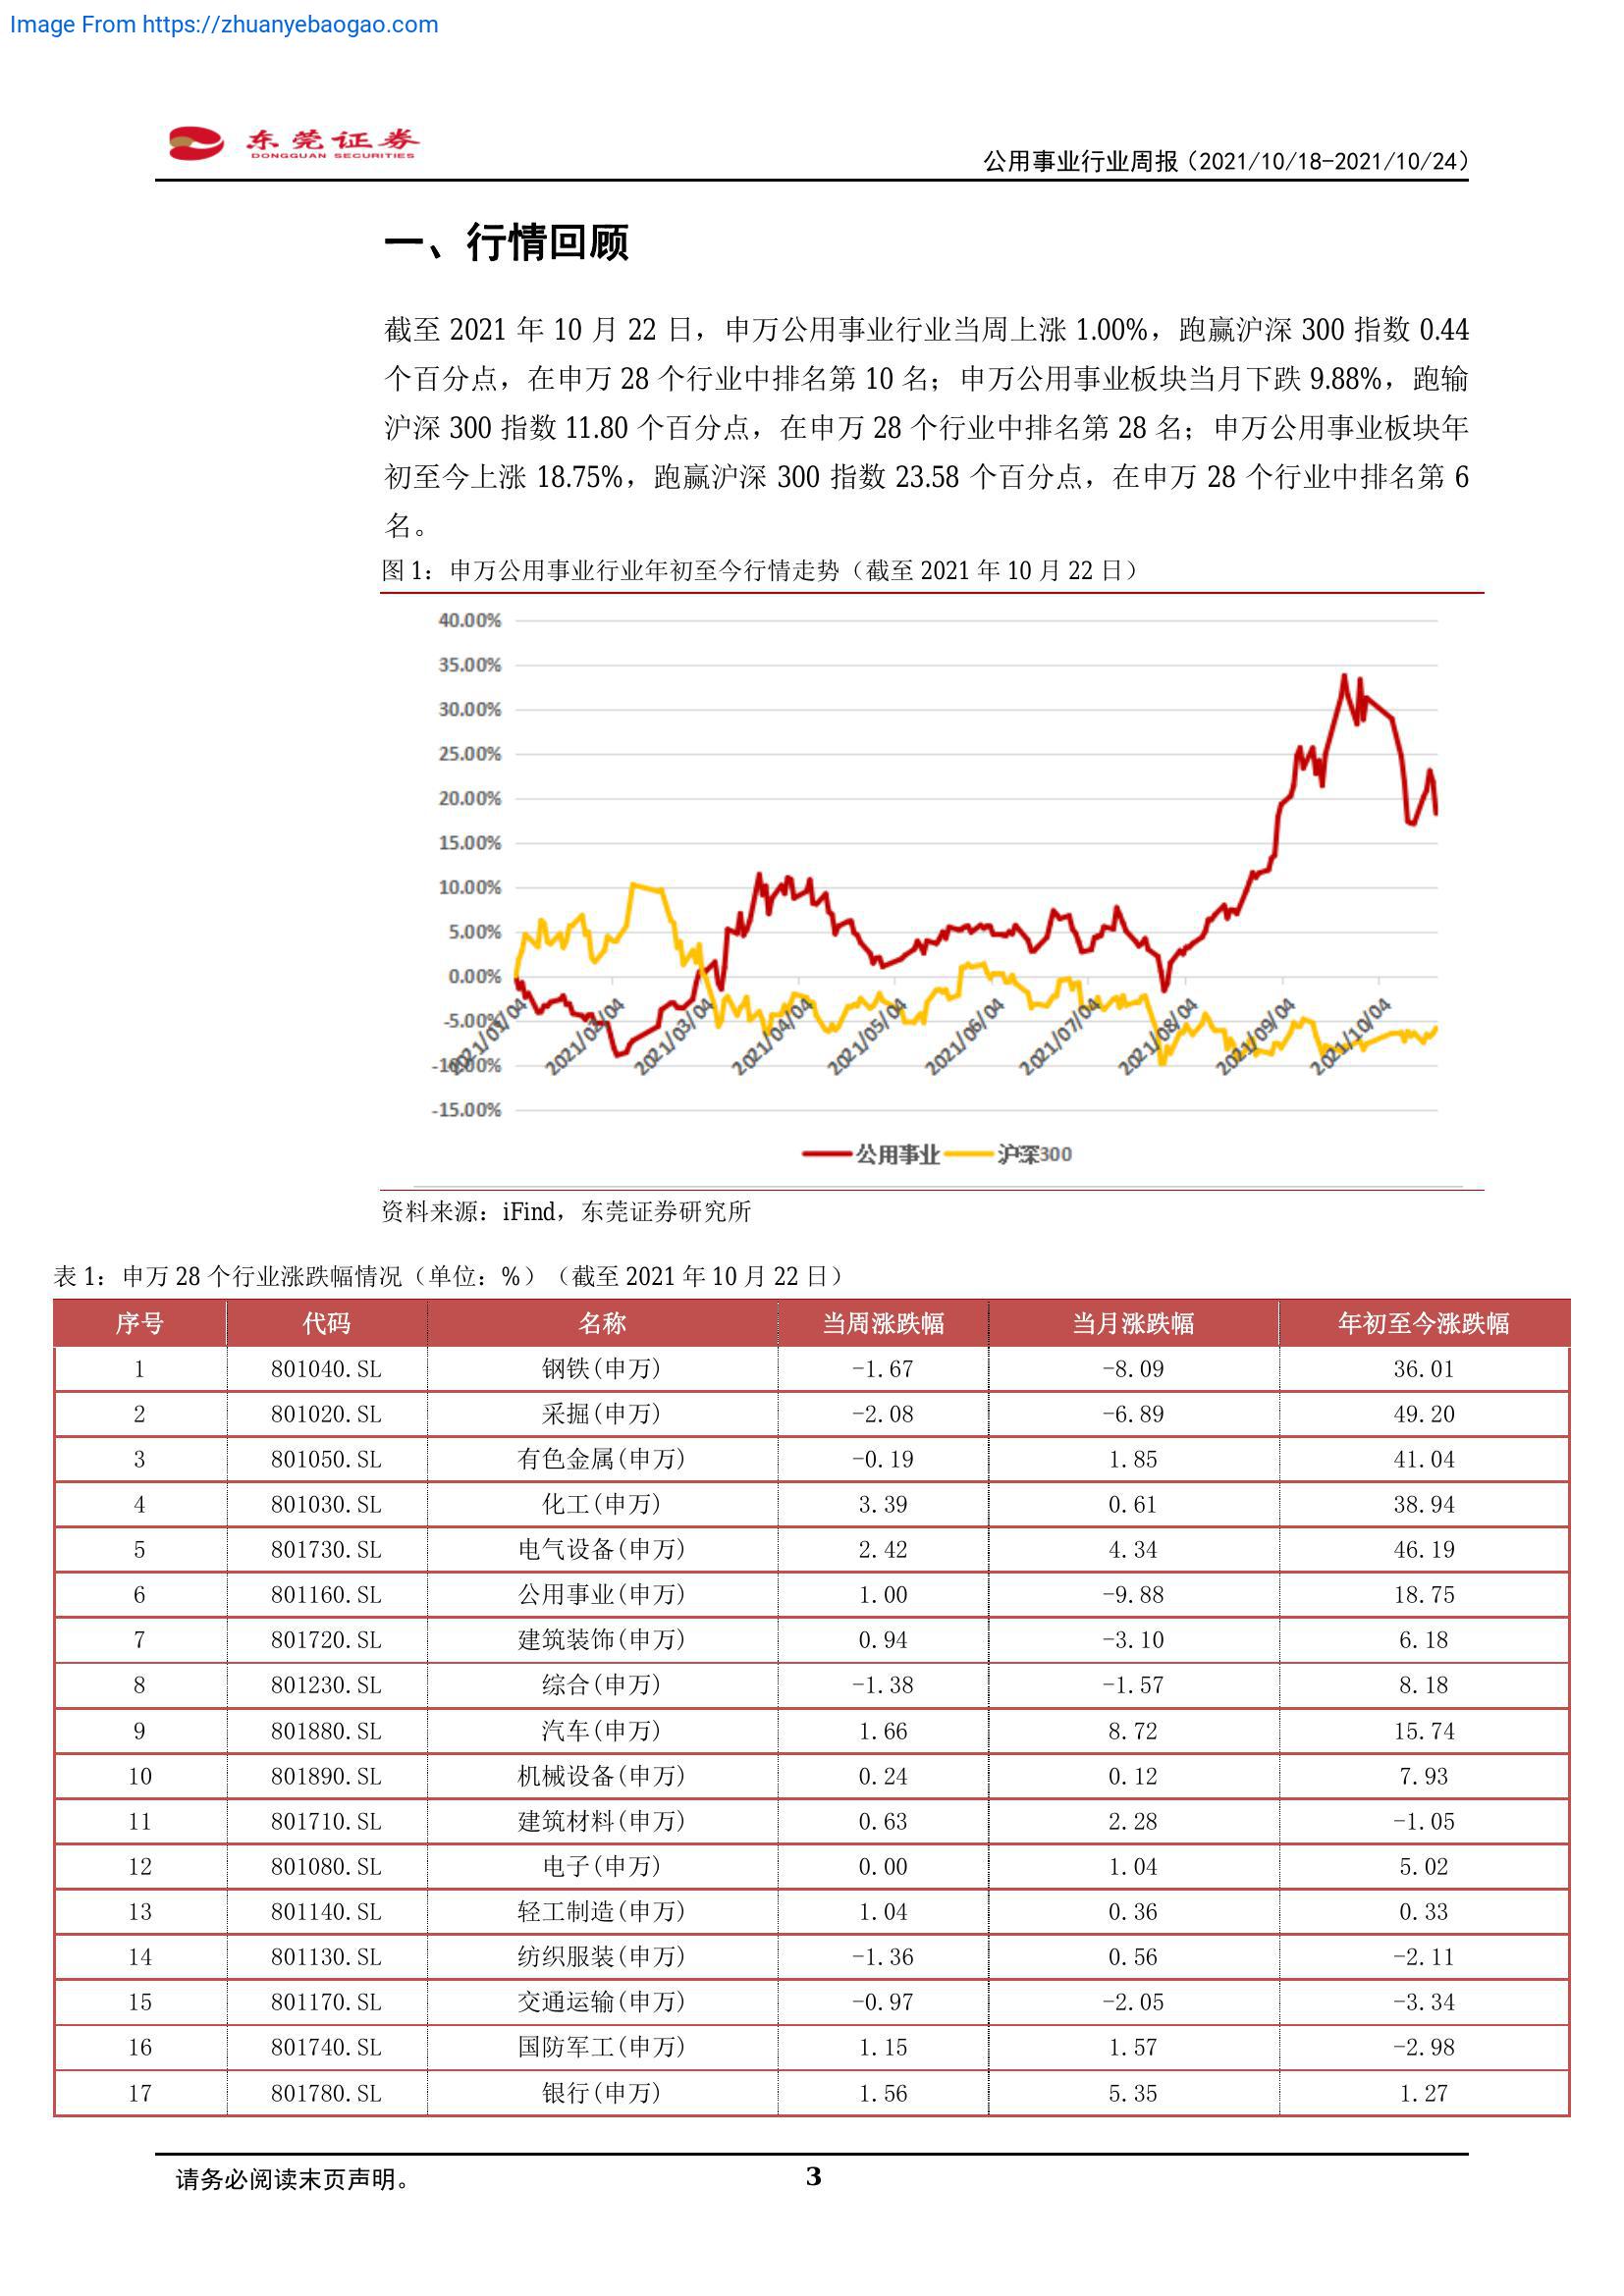 Image From https://zhuanyebaogao.com
东莞证券
DONGGUAN SECURITIES
公用事业行业周报（2021/10/18-2021/10/24）
一、行情回顾
截至 2021 年 10 月 22 日，申万公用事业行业当周上涨 1.00%，跑赢沪深 300 指数 0.44
个百分点，在申万 28 个行业中排名第 10 名；申万公用事业板块当月下跌 9.88%，跑输
沪深 300 指数 11.80 个百分点，在申万 28 个行业中排名第 28 名；申万公用事业板块年
初至今上涨 18.75%，跑赢沪深 300 指数 23.58 个百分点，在申万 28 个行业中排名第 6
名。
图 1：申万公用事业行业年初至今行情走势（截至 2021 年 10 月 22 日）
40.00%
35.00%
30.00%
25.00%
20.00%
15.00%
10.00%
5.00%
0.00%
-5.00%
-10.00%
-15.00%
2021/01/04 2021/02/04 2021/03/04 2021/04/04 2021/05/04 2021/06/04 2021/07/04 2021/08/04 2021/09/04 2021/10/04
公用事业 沪深300
资料来源：iFind，东莞证券研究所
表 1：申万 28 个行业涨跌幅情况（单位：%）（截至 2021 年 10 月 22 日）
序号 代码 名称 当周涨跌幅 当月涨跌幅 年初至今涨跌幅
1 801040.SL 钢铁(申万) -1.67 -8.09 36.01
2 801020.SL 采掘(申万) -2.08 -6.89 49.20
3 801050.SL 有色金属(申万) -0.19 1.85 41.04
4 801030.SL 化工(申万) 3.39 0.61 38.94
5 801730.SL 电气设备(申万) 2.42 4.34 46.19
6 801160.SL 公用事业(申万) 1.00 -9.88 18.75
7 801720.SL 建筑装饰(申万) 0.94 -3.10 6.18
8 801230.SL 综合(申万) -1.38 -1.57 8.18
9 801880.SL 汽车(申万) 1.66 8.72 15.74
10 801890.SL 机械设备(申万) 0.24 0.12 7.93
11 801710.SL 建筑材料(申万) 0.63 2.28 -1.05
12 801080.SL 电子(申万) 0.00 1.04 5.02
13 801140.SL 轻工制造(申万) 1.04 0.36 0.33
14 801130.SL 纺织服装(申万) -1.36 0.56 -2.11
15 801170.SL 交通运输(申万) -0.97 -2.05 -3.34
16 801740.SL 国防军工(申万) 1.15 1.57 -2.98
17 801780.SL 银行(申万) 1.56 5.35 1.27
请务必阅读末页声明。
3